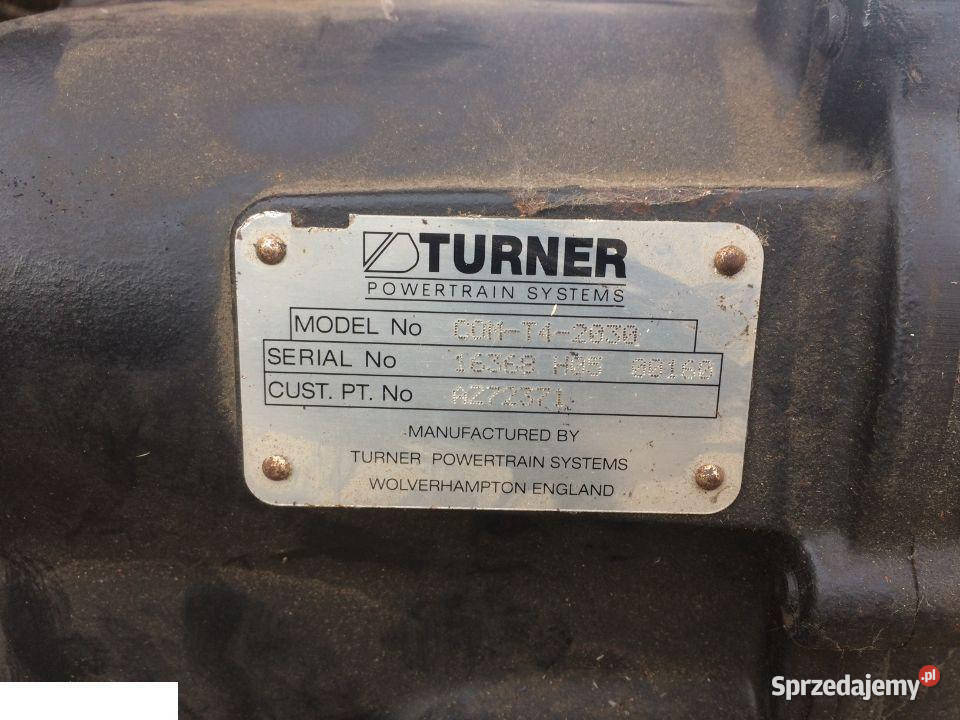 TURNER
POWERTRAIN SYSTEMS
MODEL No COM-T4-2030
SERIAL No 16368 H05 00160
CUST. PT. No AZ72371
MANUFACTURED BY
TURNER POWERTRAIN SYSTEMS
WOLVERHAMPTON ENGLAND
Sprzedajemy.pl